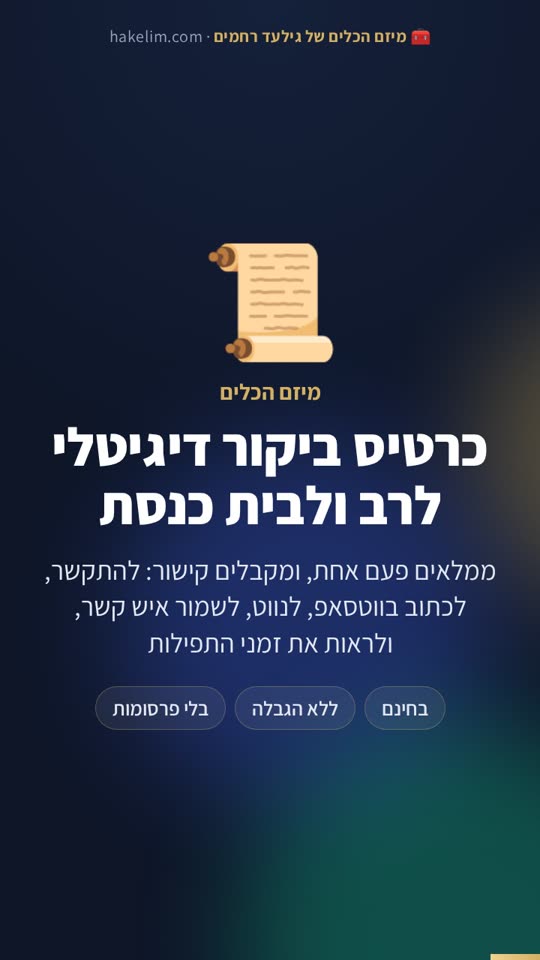 🧰 מיזם הכלים של גילעד רחמים · hakelim.com
מיזם הכלים
כרטיס ביקור דיגיטלי
לרב ולבית כנסת
ממלאים פעם אחת, ומקבלים קישור: להתקשר,
לכתוב בווטסאפ, לנווט, לשמור איש קשר,
ולראות את זמני התפילות
בחינם
ללא הגבלה
בלי פרסומות